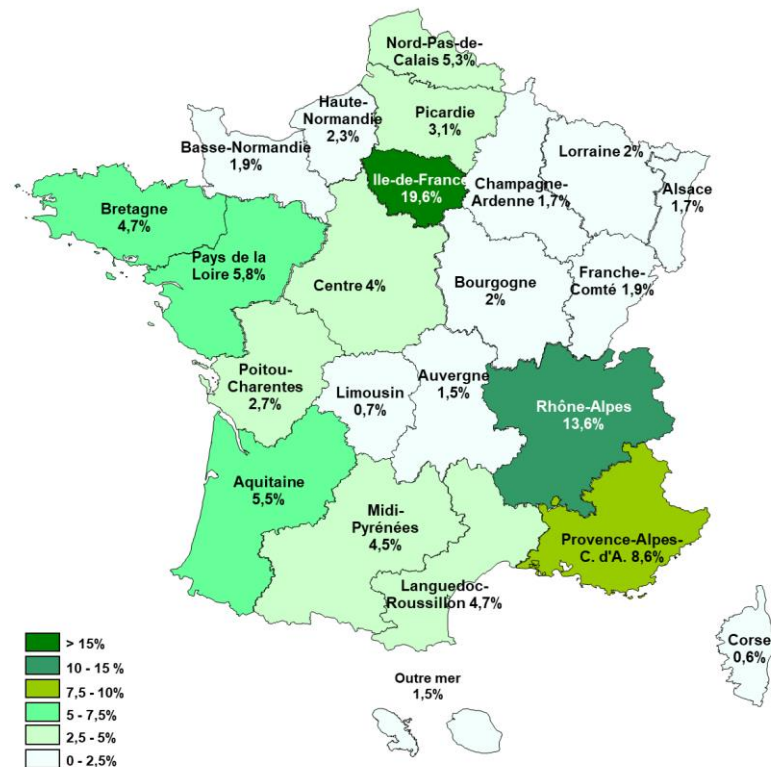 Nord-Pas-de-
Calais 5,3%
Haute-
Normandie
2,3%
Picardie
3,1%
Basse-Normandie
1,9%
Lorraine 2%
Ile-de-France
19,6%
Champagne-
Ardenne 1,7%
Alsace
1,7%
Bretagne
4,7%
Pays de la
Loire 5,8%
Centre 4%
Bourgogne
2%
Franche-
Comté 1,9%
Poitou-
Charentes
2,7%
Limousin
0,7%
Auvergne
1,5%
Rhône-Alpes
13,6%
Aquitaine
5,5%
Midi-
Pyrénées
4,5%
Provence-Alpes-
C. d'A. 8,6%
Languedoc-
Roussillon 4,7%
Corse
0,6%
Outre mer
1,5%
> 15%
10 - 15 %
7,5 - 10%
5 - 7,5%
2,5 - 5%
0 - 2,5%